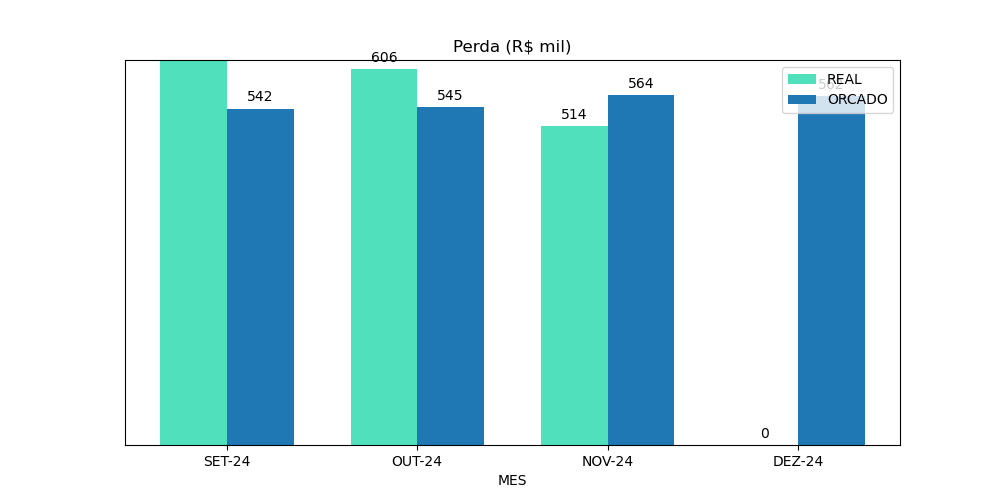 Perda (R$ mil)
606
REAL
ORCADO
542
545
514
564
562
0
SET-24
OUT-24
NOV-24
DEZ-24
MES